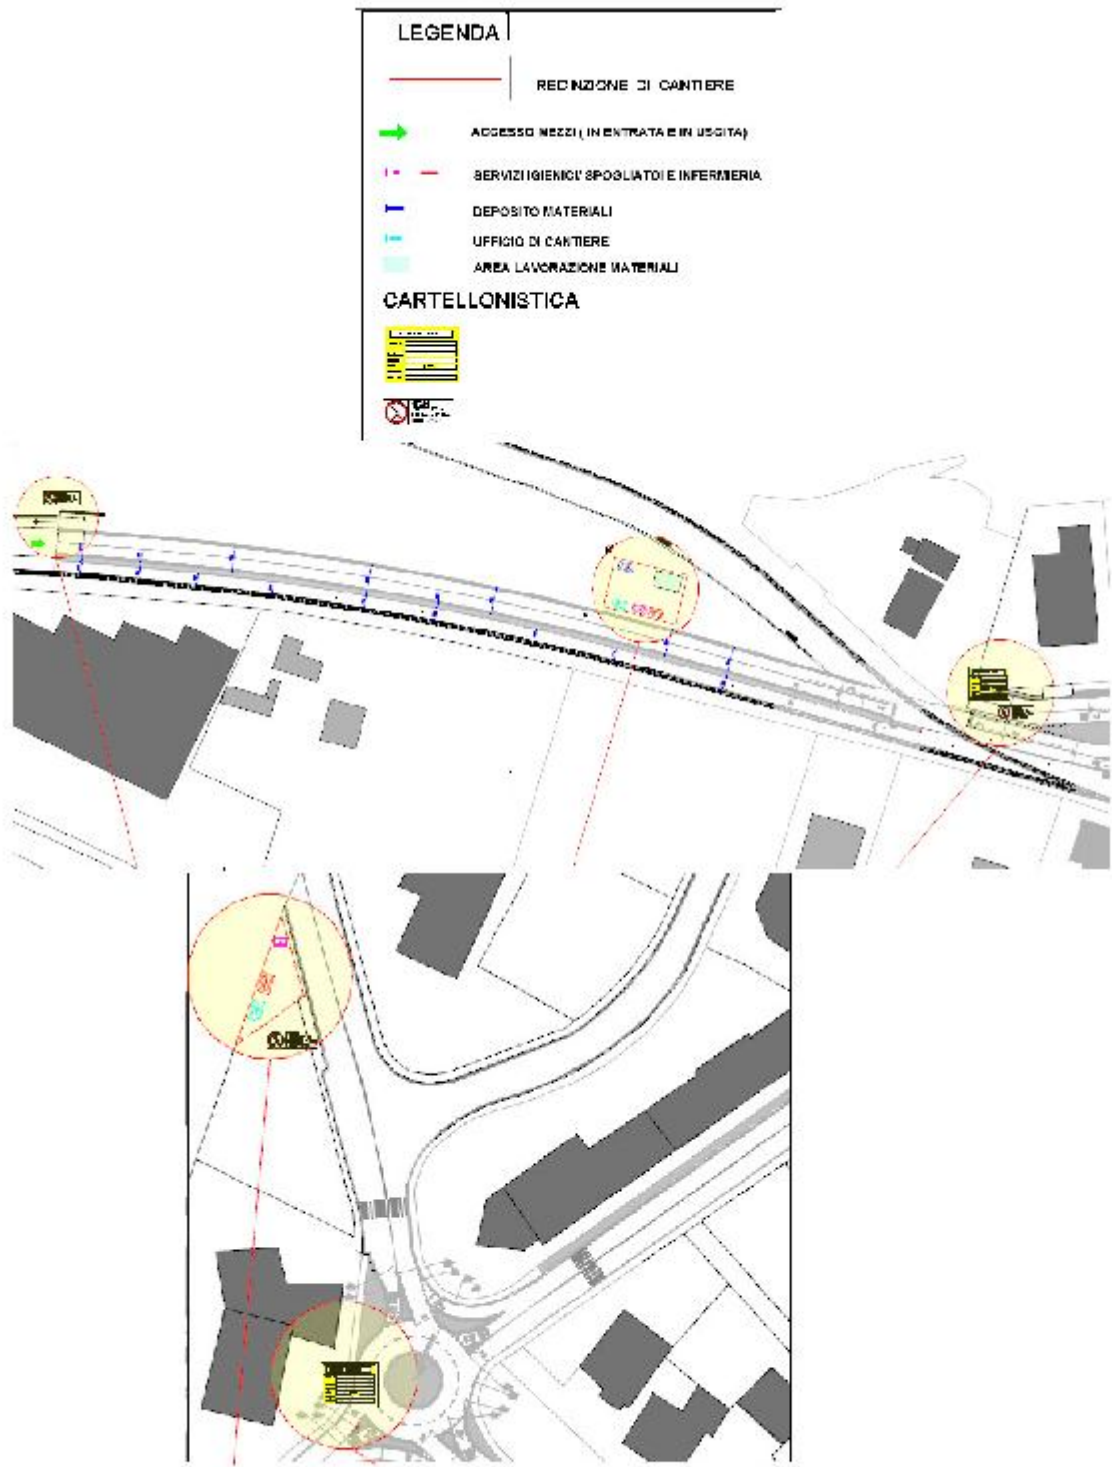 LEGENDA
RECINZIONE DI CANTIERE
ACCESSO MEZZI ( IN ENTRATA E IN USCITA)
SERVIZI IGIENICI/ SPOGLIATOI E INFERMIERIA
DEPOSITO MATERIALI
UFFICIO DI CANTIERE
AREA LAVORAZIONE MATERIALI
CARTELLONISTICA